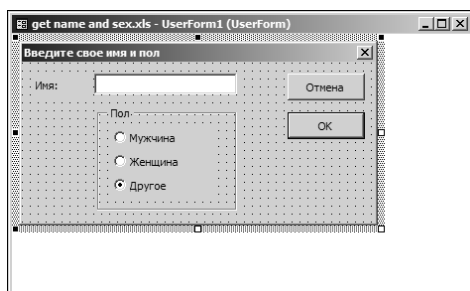 get name and sex.xls - UserForm1 (UserForm)
Введите свое имя и пол
Имя:
Отмена
Пол
OK
Мужчина
Женщина
Другое